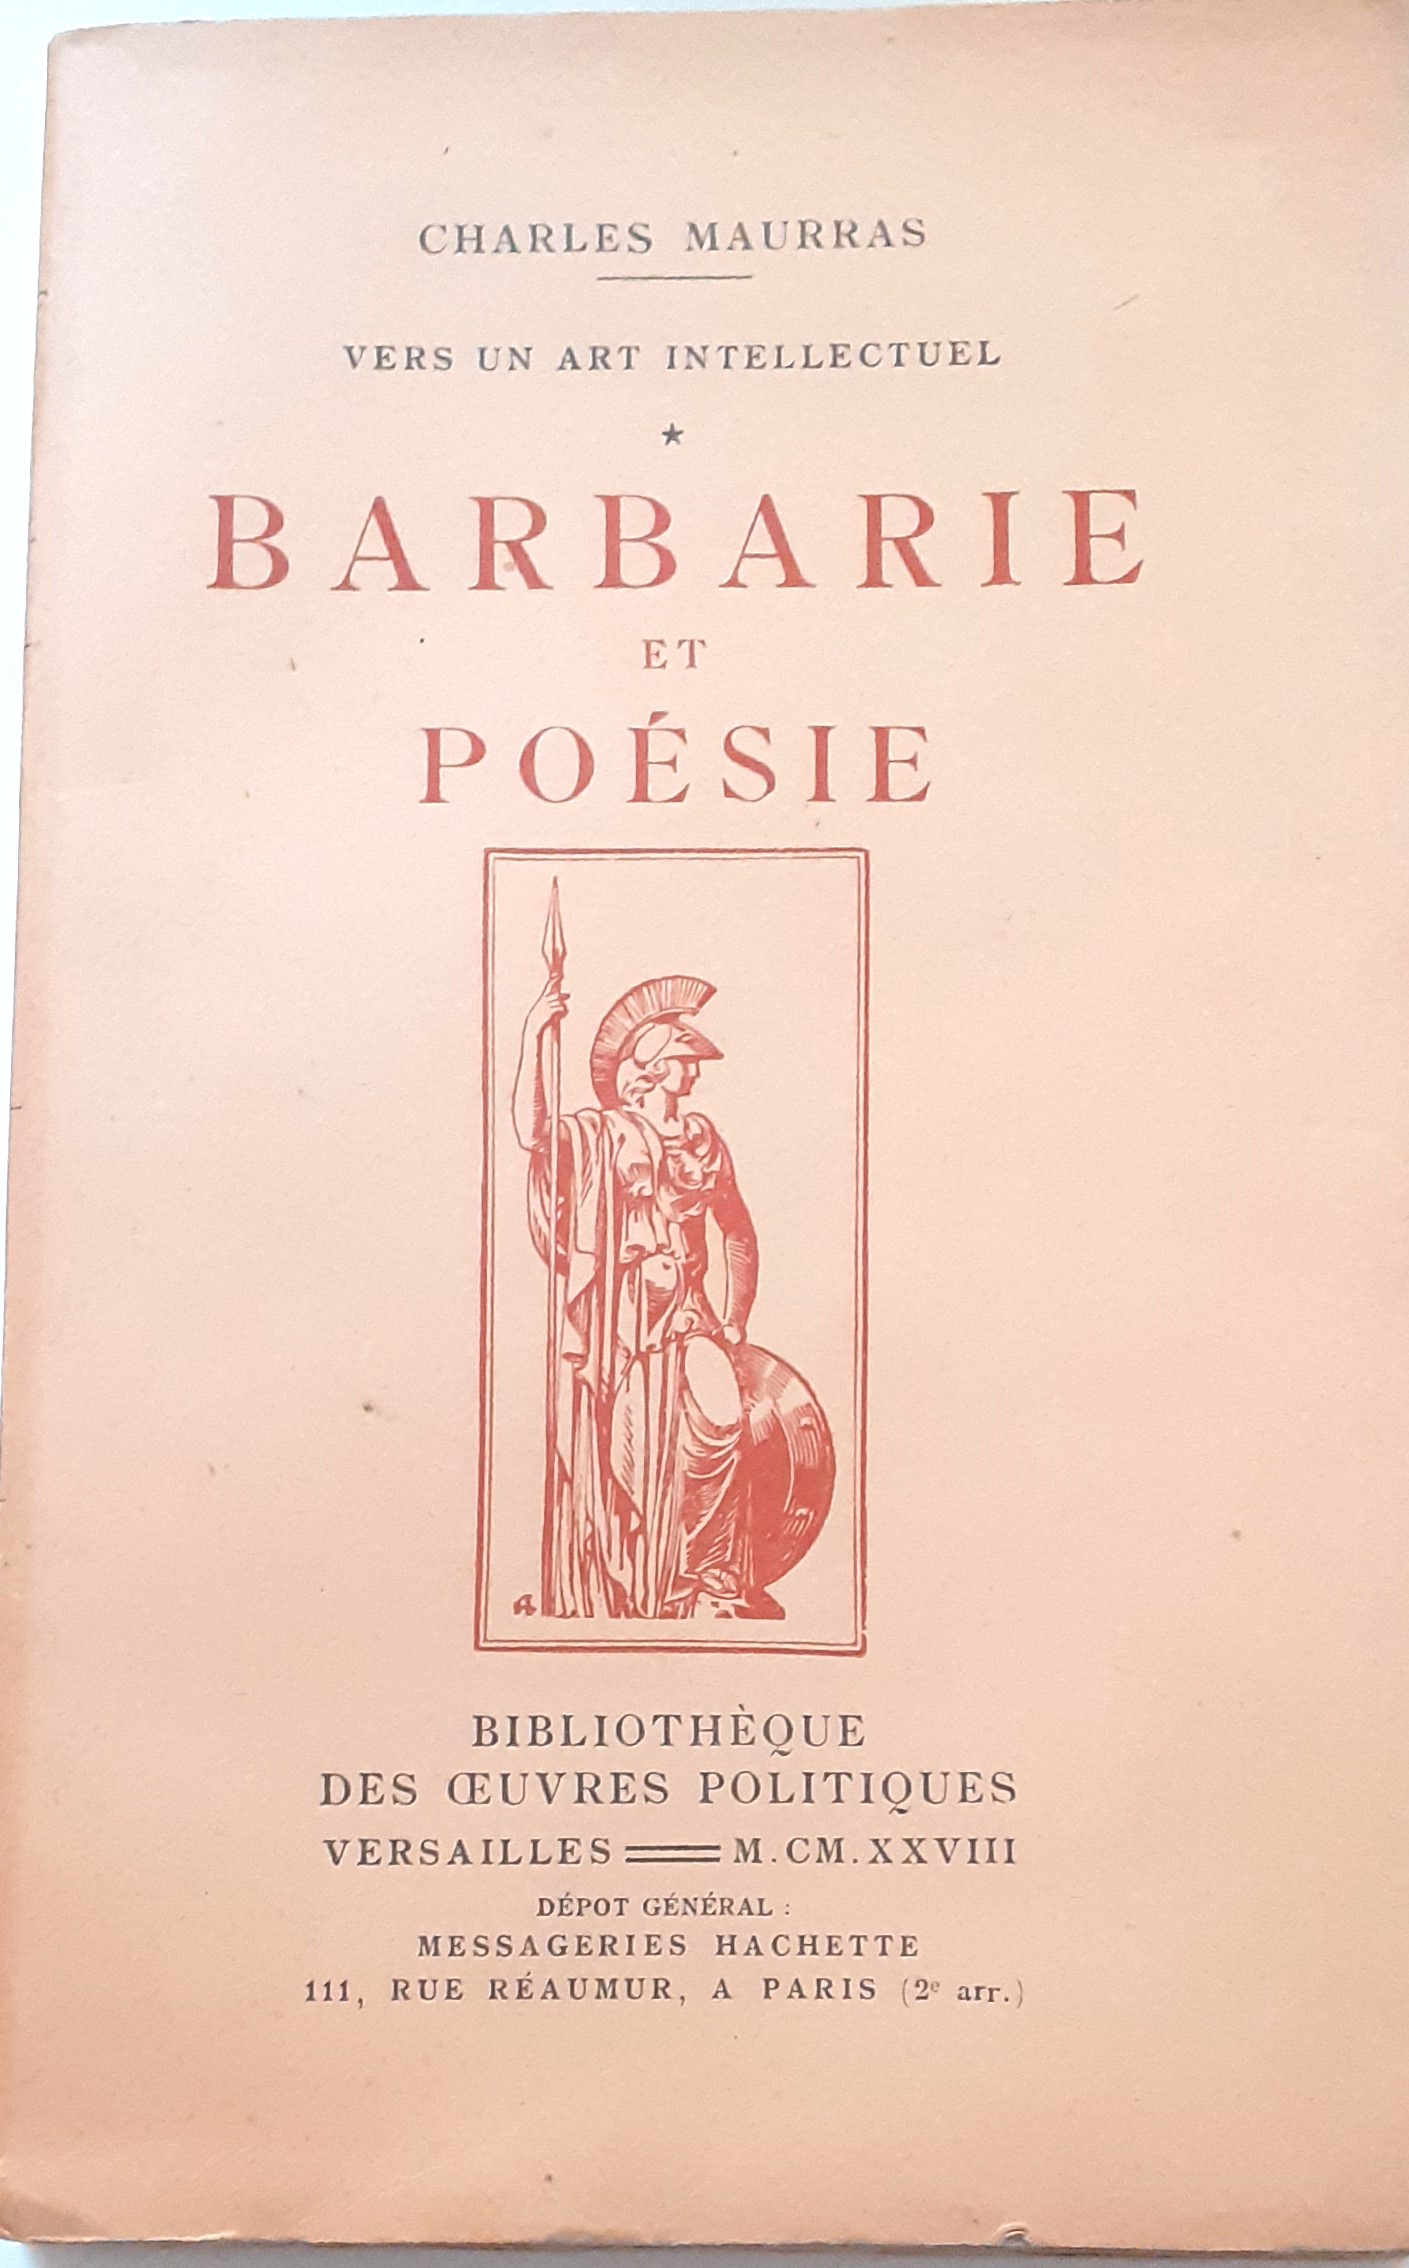 CHARLES MAURRAS
VERS UN ART INTELLECTUEL
★
BARBARIE
ET
POÉSIE
BIBLIOTHÈQUE
DES ŒUVRES POLITIQUES
VERSAILLES ═══ M.CM.XXVIII
DÉPOT GÉNÉRAL :
MESSAGERIES HACHETTE
111, RUE RÉAUMUR, A PARIS (2e arr.)